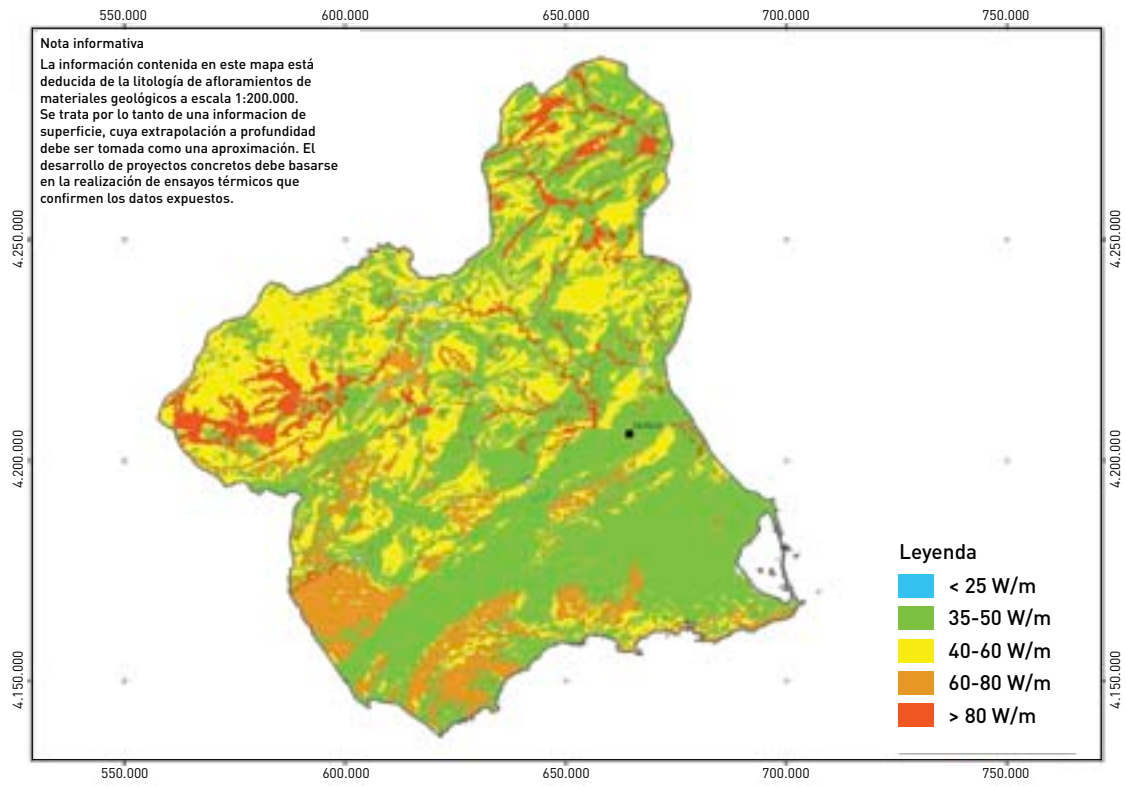 550.000 600.000 650.000 700.000 750.000
Nota informativa
La información contenida en este mapa está
deducida de la litología de afloramientos de
materiales geológicos a escala 1:200.000.
Se trata por lo tanto de una informacion de
superficie, cuya extrapolación a profundidad
debe ser tomada como una aproximación. El
desarrollo de proyectos concretos debe basarse
en la realización de ensayos térmicos que
confirmen los datos expuestos.
4.250.000 4.250.000
4.200.000 4.200.000
4.150.000 4.150.000
Leyenda
< 25 W/m
35-50 W/m
40-60 W/m
60-80 W/m
> 80 W/m
550.000 600.000 650.000 700.000 750.000